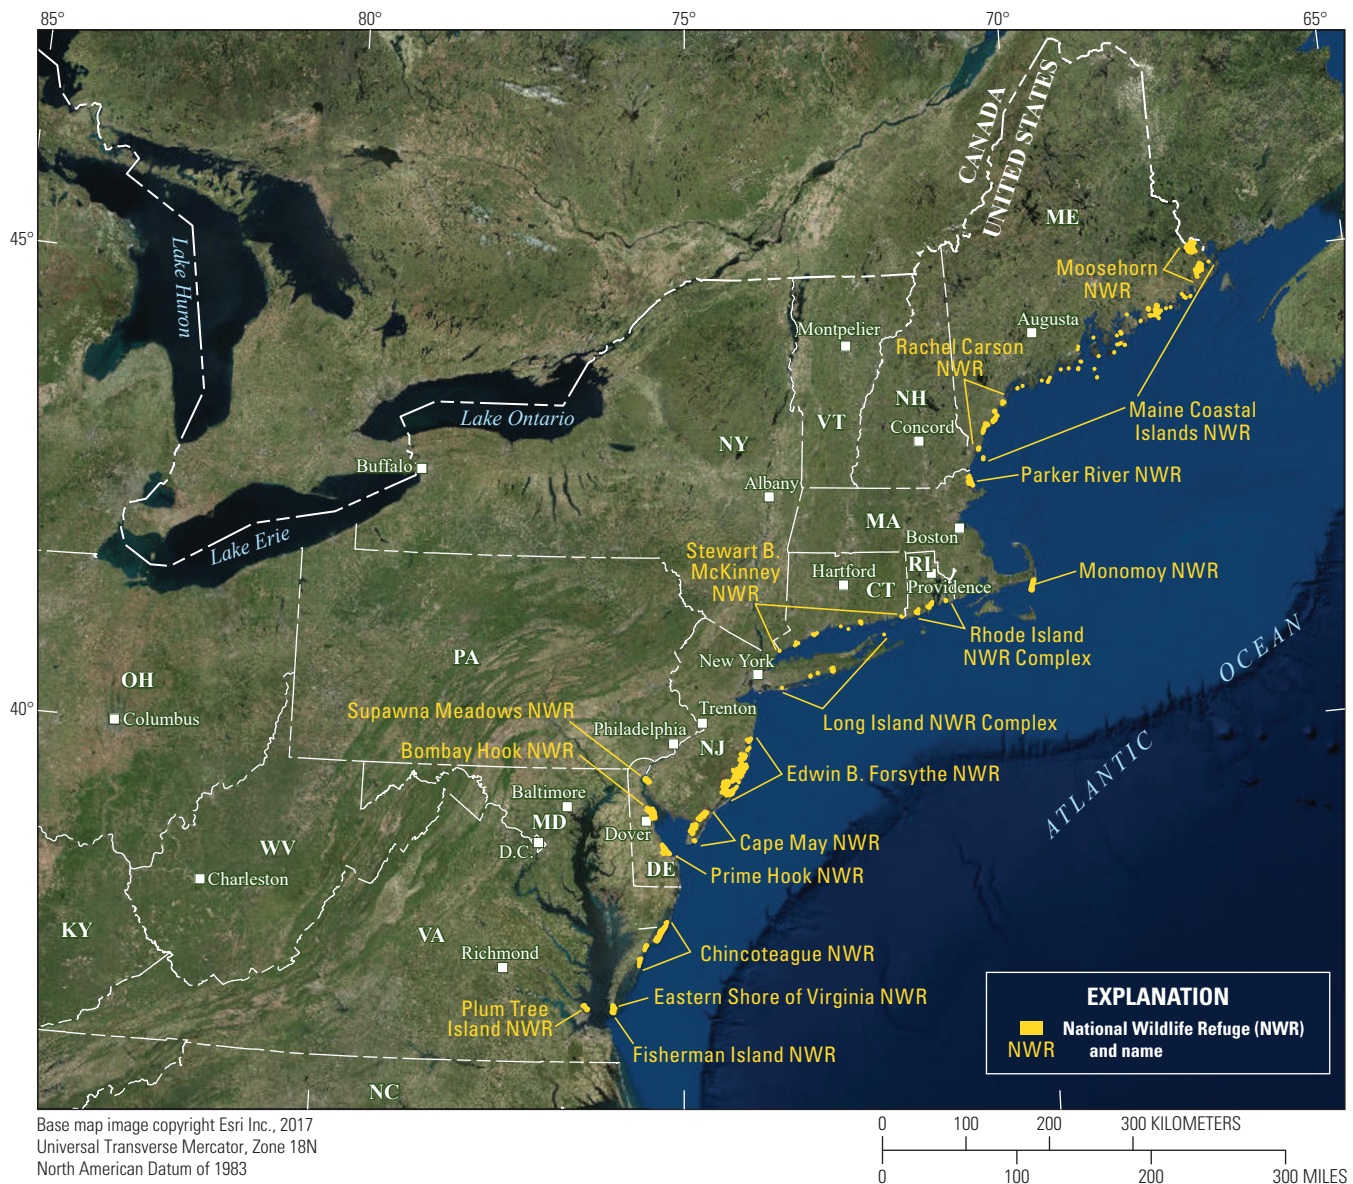 85°
80°
75°
70°
65°
45°
40°
CANADA
UNITED STATES
ME
Moosehorn
NWR
Lake Huron
Augusta
Montpelier
Rachel Carson
NWR
NH
VT
Concord
Lake Ontario
Maine Coastal
Islands NWR
NY
Buffalo
Albany
Parker River NWR
MA
Boston
Lake Erie
Stewart B.
McKinney
NWR
Hartford
CT
RI
Providence
Monomoy NWR
Rhode Island
NWR Complex
New York
PA
OH
Columbus
ATLANTIC OCEAN
Supawna Meadows NWR
Trenton
Philadelphia
Long Island NWR Complex
Bombay Hook NWR
NJ
Edwin B. Forsythe NWR
Baltimore
MD
D.C.
Dover
DE
Cape May NWR
Prime Hook NWR
WV
Charleston
KY
VA
Richmond
Chincoteague NWR
Plum Tree
Island NWR
Eastern Shore of Virginia NWR
Fisherman Island NWR
NC
EXPLANATION
National Wildlife Refuge (NWR)
NWR and name
Base map image copyright Esri Inc., 2017
Universal Transverse Mercator, Zone 18N
North American Datum of 1983
0 100 200 300 KILOMETERS
0 100 200 300 MILES